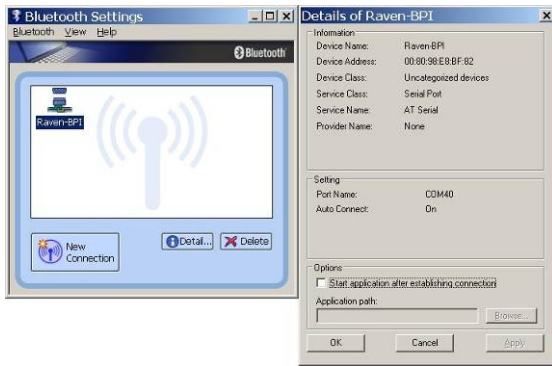 Bluetooth Settings
Bluetooth View Help
Bluetooth
Raven-BPI
New
Connection
Detail...
Delete
Details of Raven-BPI
Information
Device Name: Raven-BPI
Device Address: 00:80:98:E8:BF:82
Device Class: Uncategorized devices
Service Class: Serial Port
Service Name: AT Serial
Provider Name: None
Setting
Port Name: COM40
Auto Connect: On
Options
Start application after establishing connection
Application path:
Browse...
OK Cancel Apply